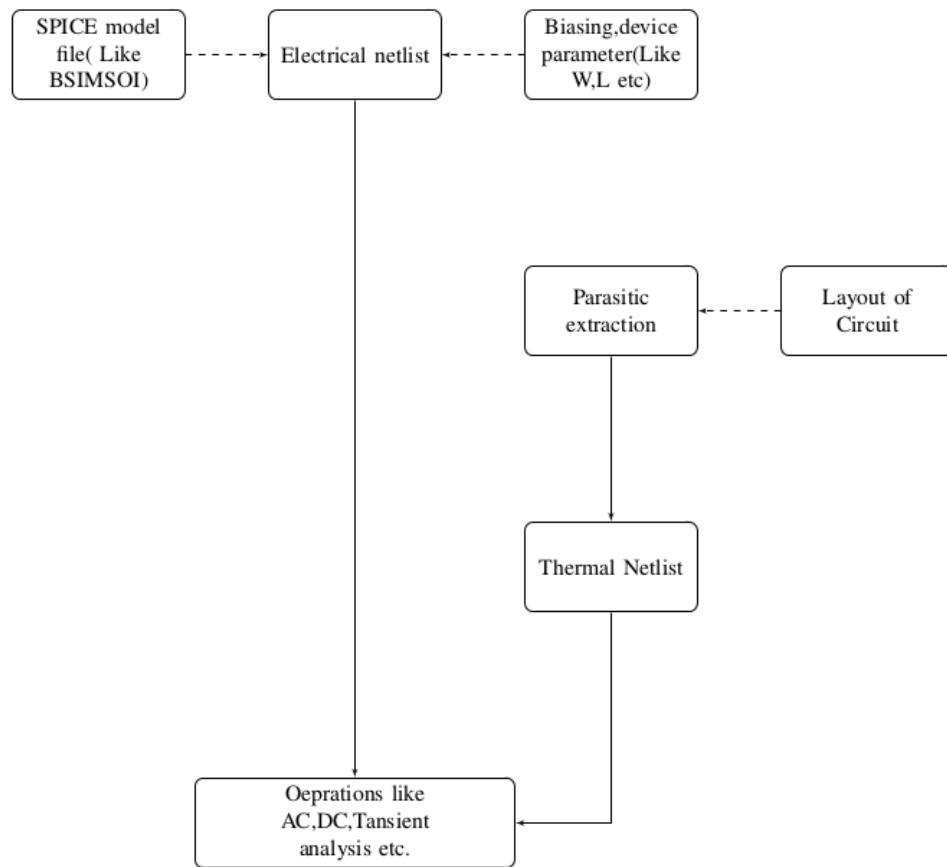 SPICE model
file( Like
BSIMSOI)
Electrical netlist
Biasing,device
parameter(Like
W,L etc)
Parasitic
extraction
Layout of
Circuit
Thermal Netlist
Oeprations like
AC,DC,Tansient
analysis etc.